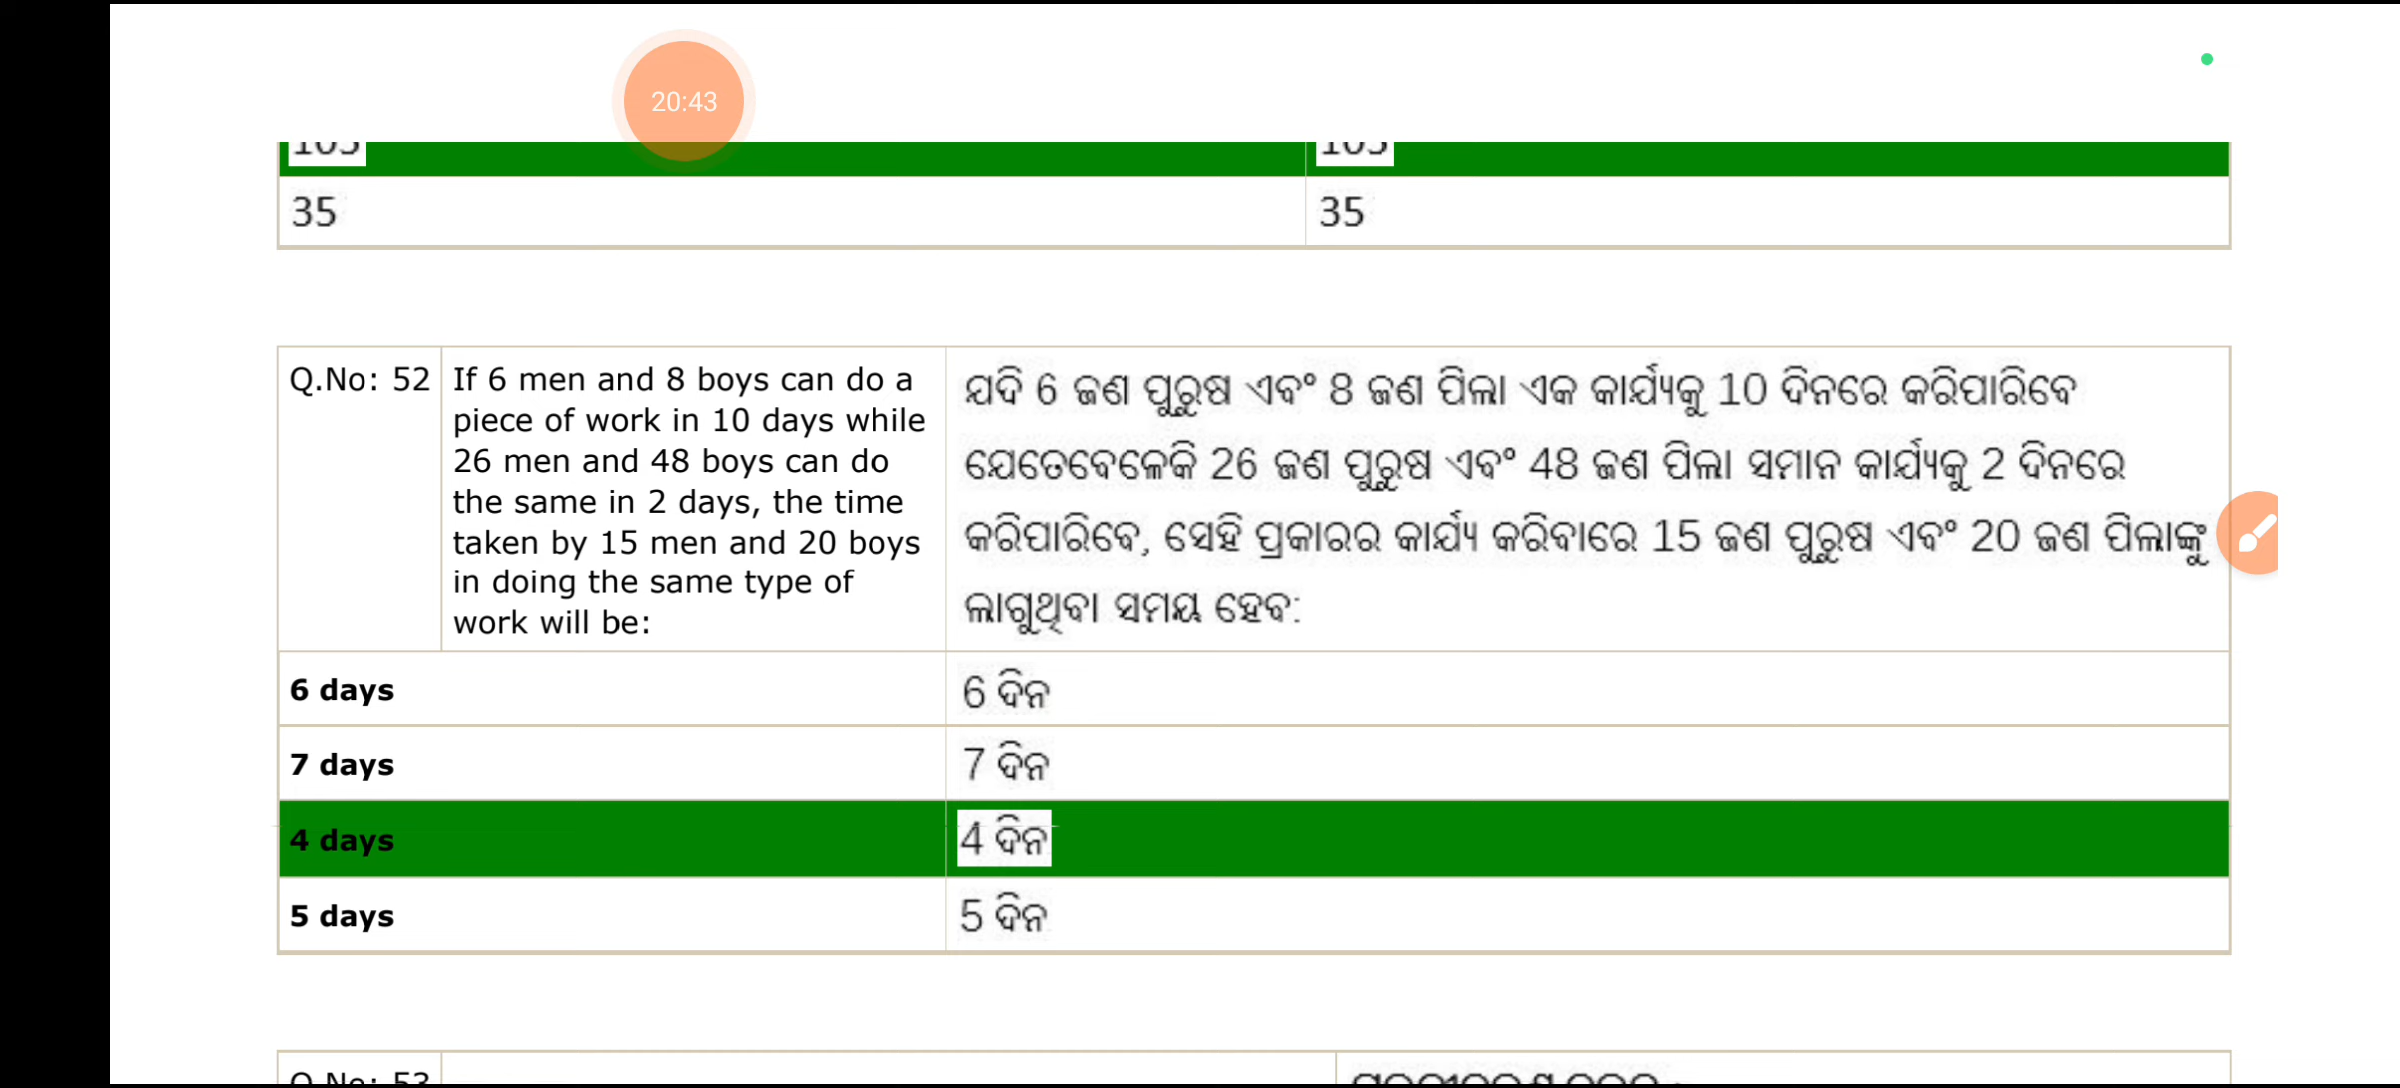 20:43
35 35
Q.No: 52
If 6 men and 8 boys can do a
piece of work in 10 days while
26 men and 48 boys can do
the same in 2 days, the time
taken by 15 men and 20 boys
in doing the same type of
work will be:
ଯଦି 6 ଜଣ ପୁରୁଷ ଏବଂ 8 ଜଣ ପିଲା ଏକ କାର୍ଯ୍ୟକୁ 10 ଦିନରେ କରିପାରିବେ
ଯେତେବେଳେକି 26 ଜଣ ପୁରୁଷ ଏବଂ 48 ଜଣ ପିଲା ସମାନ କାର୍ଯ୍ୟକୁ 2 ଦିନରେ
କରିପାରିବେ, ସେହି ପ୍ରକାରର କାର୍ଯ୍ୟ କରିବାରେ 15 ଜଣ ପୁରୁଷ ଏବଂ 20 ଜଣ ପିଲାଙ୍କୁ
ଲାଗୁଥିବା ସମୟ ହେବ:
6 days 6 ଦିନ
7 days 7 ଦିନ
4 days 4 ଦିନ
5 days 5 ଦିନ
Q.No: 53